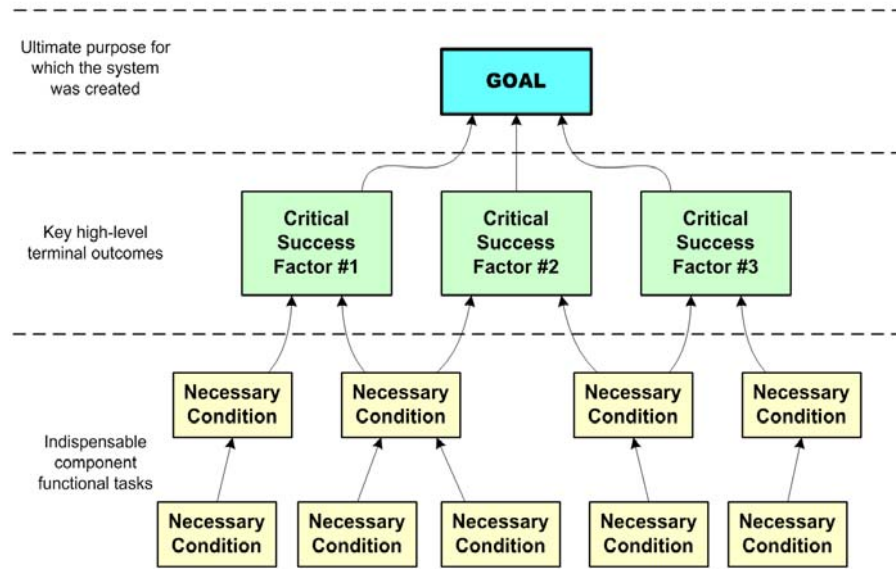 Ultimate purpose for
which the system
was created
GOAL
Key high-level
terminal outcomes
Critical
Success
Factor #1
Critical
Success
Factor #2
Critical
Success
Factor #3
Indispensable
component
functional tasks
Necessary
Condition
Necessary
Condition
Necessary
Condition
Necessary
Condition
Necessary
Condition
Necessary
Condition
Necessary
Condition
Necessary
Condition
Necessary
Condition